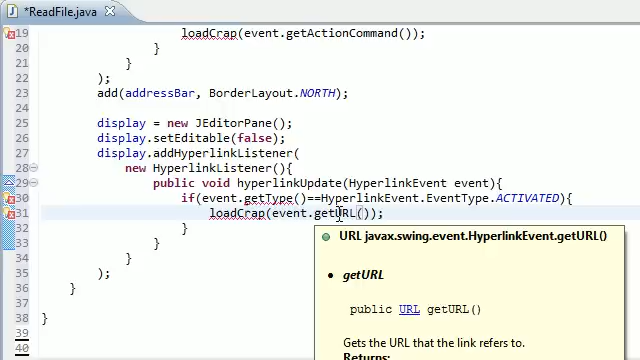 *ReadFile.java
19 loadCrap(event.getActionCommand());
20 }
21 }
22 );
23 add(addressBar, BorderLayout.NORTH);
24
25 display = new JEditorPane();
26 display.setEditable(false);
27 display.addHyperlinkListener(
28 new HyperlinkListener(){
29 public void hyperlinkUpdate(HyperlinkEvent event){
30 if(event.getType()==HyperlinkEvent.EventType.ACTIVATED){
31 loadCrap(event.getURL());
32 }
33 }
34 }
35 );
36 }
37
38 }
39
40
URL javax.swing.event.HyperlinkEvent.getURL()
• getURL
public URL getURL()
Gets the URL that the link refers to.
Returns: